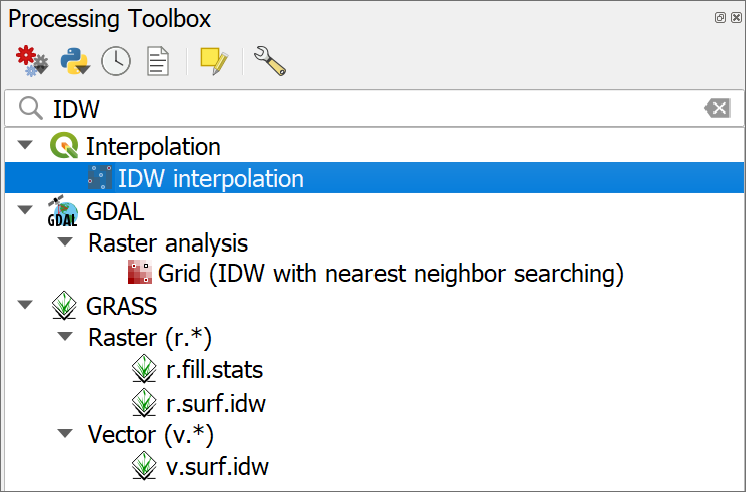 Processing Toolbox
IDW
Interpolation
IDW interpolation
GDAL
GDAL
Raster analysis
Grid (IDW with nearest neighbor searching)
GRASS
Raster (r.*)
r.fill.stats
r.surf.idw
Vector (v.*)
v.surf.idw